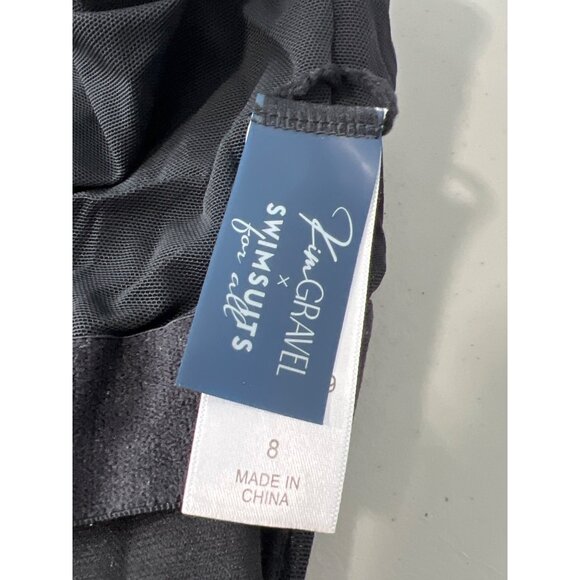 Kim GRAVEL
×
SWIMSUITS
for all
8
MADE IN
CHINA